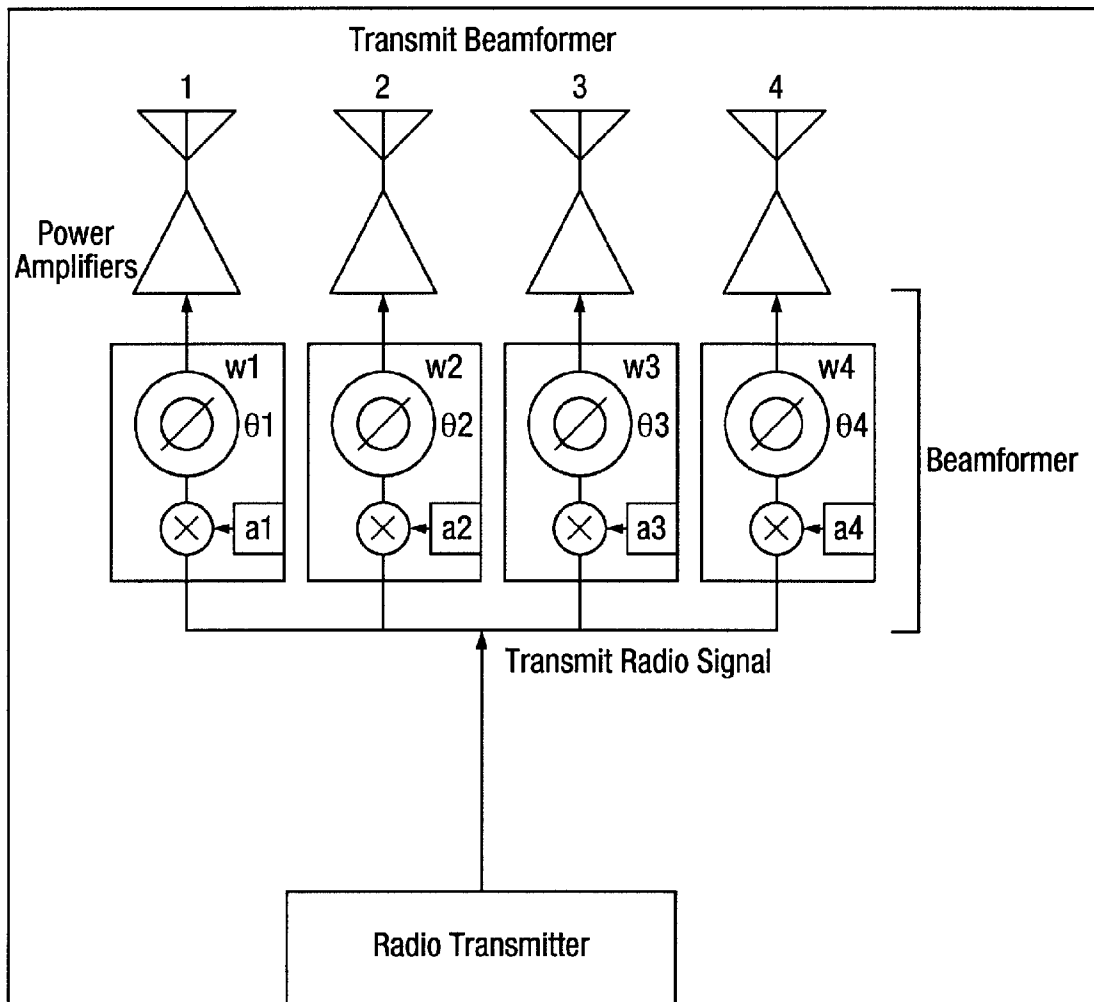 Transmit Beamformer
1 2 3 4
Power
Amplifiers
w1 w2 w3 w4
θ1 θ2 θ3 θ4
Beamformer
a1 a2 a3 a4
Transmit Radio Signal
Radio Transmitter